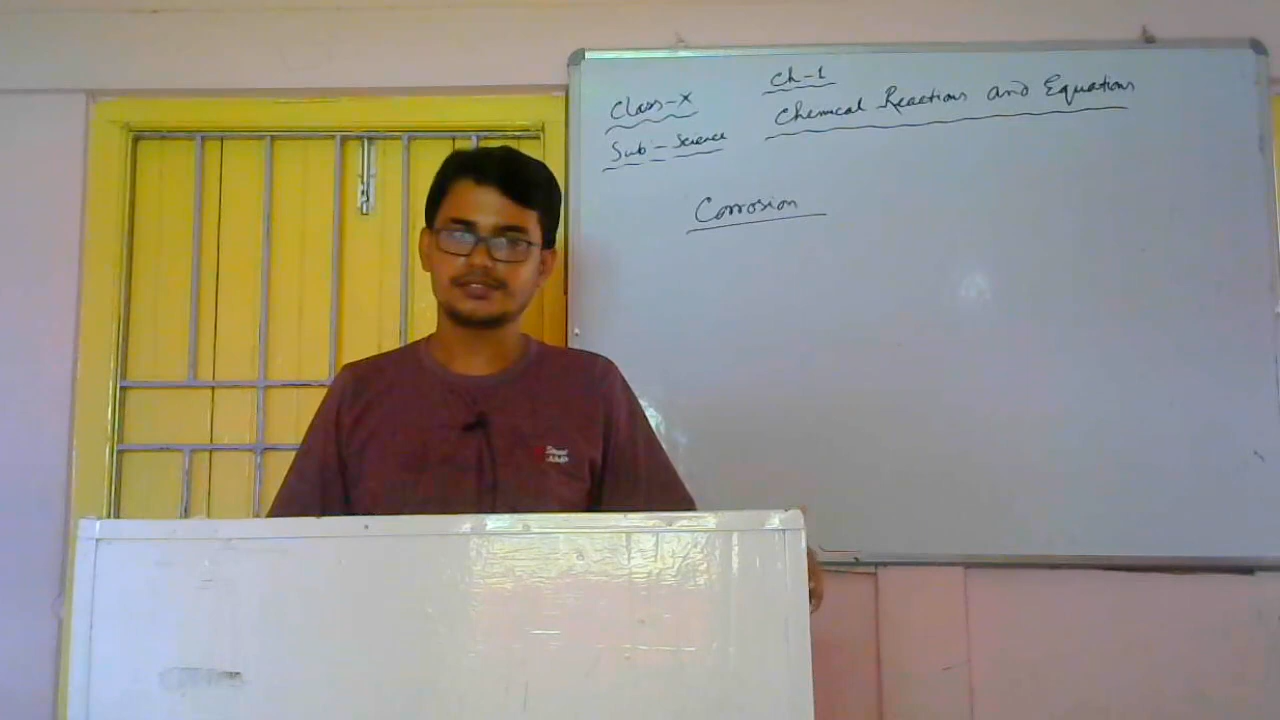 Class-X
Ch-1
Sub - Science
Chemical Reactions and Equations
Corrosion